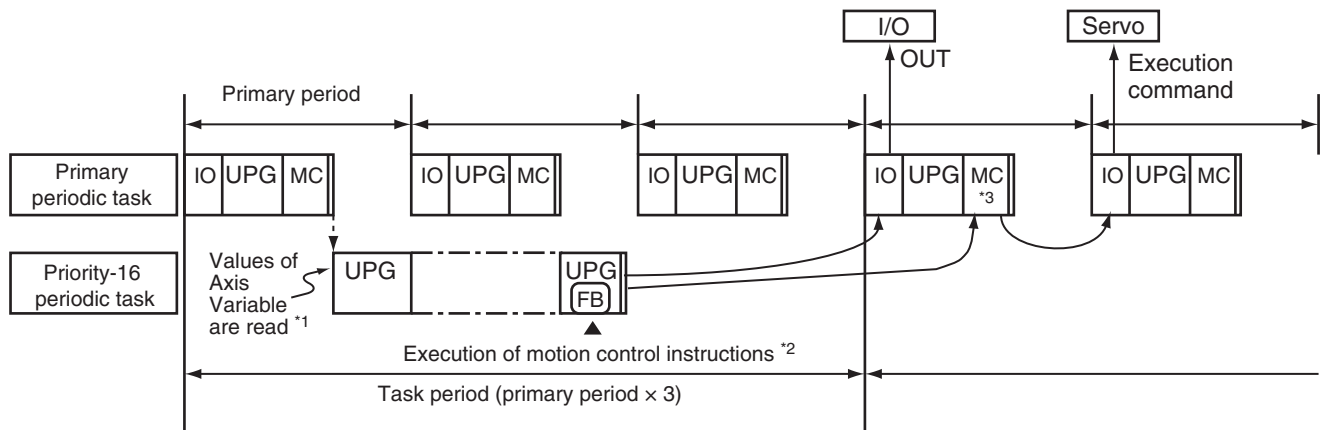 I/O
Servo
OUT
Execution
command
Primary period
Primary
periodic task
IO UPG MC
IO UPG MC
IO UPG MC
IO UPG MC
*3
IO UPG MC
Priority-16
periodic task
Values of
Axis
Variable
are read *1
UPG
UPG
FB
Execution of motion control instructions *2
Task period (primary period × 3)